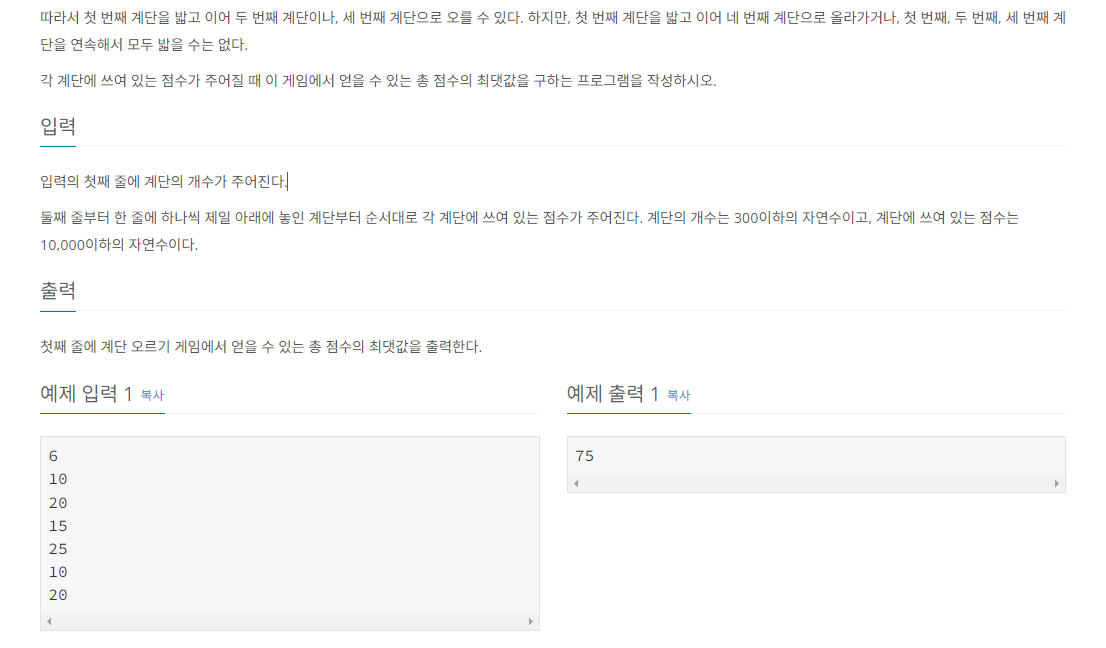 따라서 첫 번째 계단을 밟고 이어 두 번째 계단이나, 세 번째 계단으로 오를 수 있다. 하지만, 첫 번째 계단을 밟고 이어 네 번째 계단으로 올라가거나, 첫 번째, 두 번째, 세 번째 계
단을 연속해서 모두 밟을 수는 없다.
각 계단에 쓰여 있는 점수가 주어질 때 이 게임에서 얻을 수 있는 총 점수의 최댓값을 구하는 프로그램을 작성하시오.
입력
입력의 첫째 줄에 계단의 개수가 주어진다.
둘째 줄부터 한 줄에 하나씩 제일 아래에 놓인 계단부터 순서대로 각 계단에 쓰여 있는 점수가 주어진다. 계단의 개수는 300이하의 자연수이고, 계단에 쓰여 있는 점수는
10,000이하의 자연수이다.
출력
첫째 줄에 계단 오르기 게임에서 얻을 수 있는 총 점수의 최댓값을 출력한다.
예제 입력 1 복사
6
10
20
15
25
10
20
예제 출력 1 복사
75